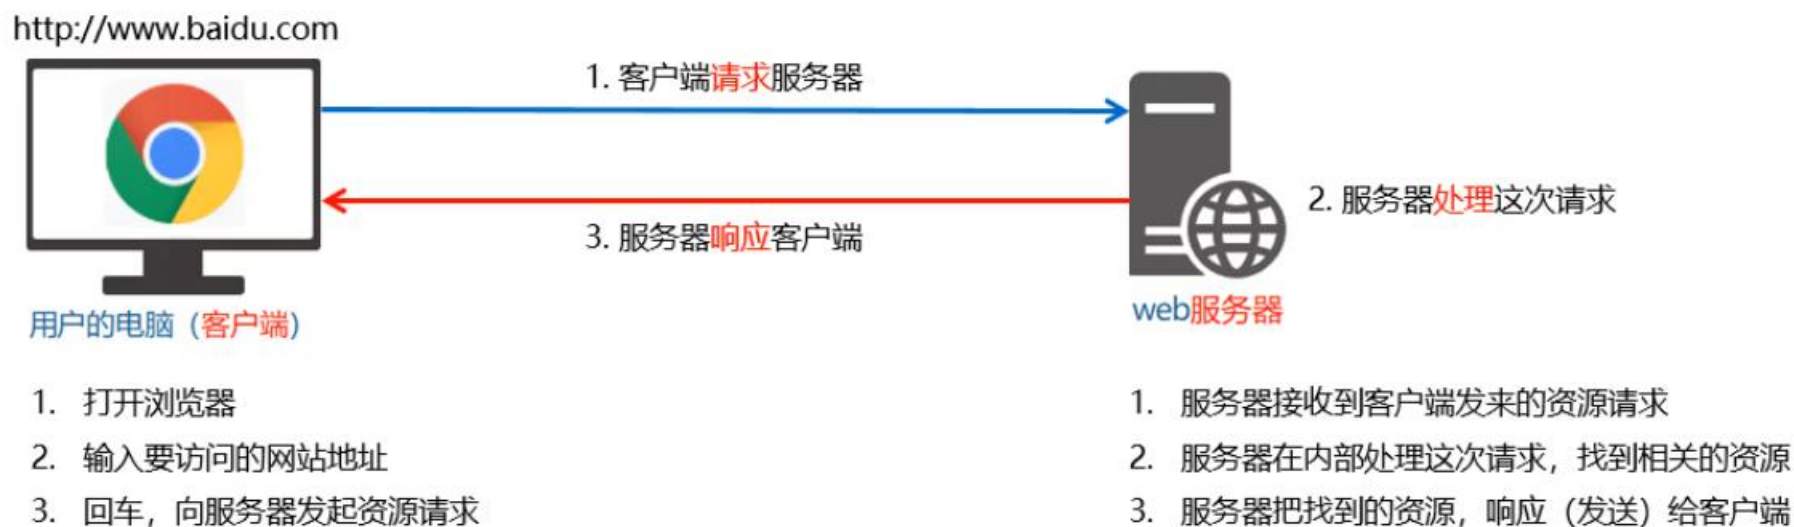 http://www.baidu.com
1. 客户端请求服务器
2. 服务器处理这次请求
3. 服务器响应客户端
用户的电脑（客户端）
web服务器
1. 打开浏览器
2. 输入要访问的网站地址
3. 回车，向服务器发起资源请求
1. 服务器接收到客户端发来的资源请求
2. 服务器在内部处理这次请求，找到相关的资源
3. 服务器把找到的资源，响应（发送）给客户端